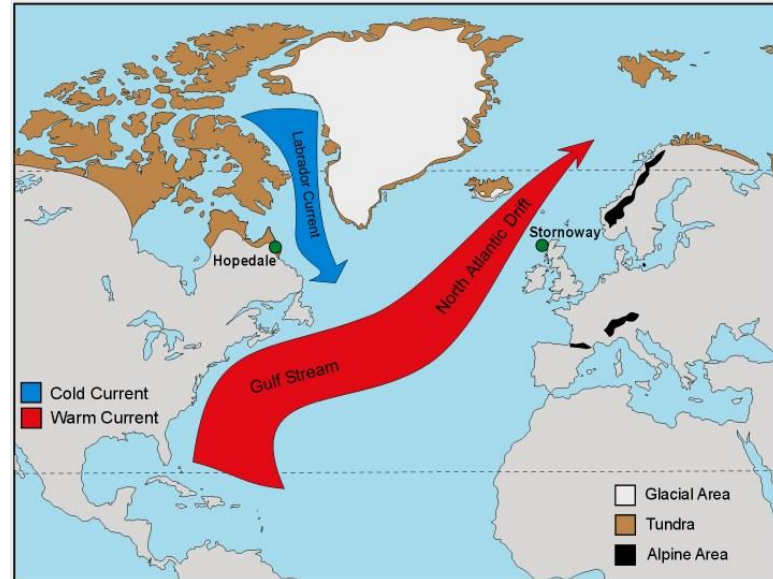 Labrador Current
Hopedale
Stornoway
North Atlantic Drift
Gulf Stream
Cold Current
Warm Current
Glacial Area
Tundra
Alpine Area